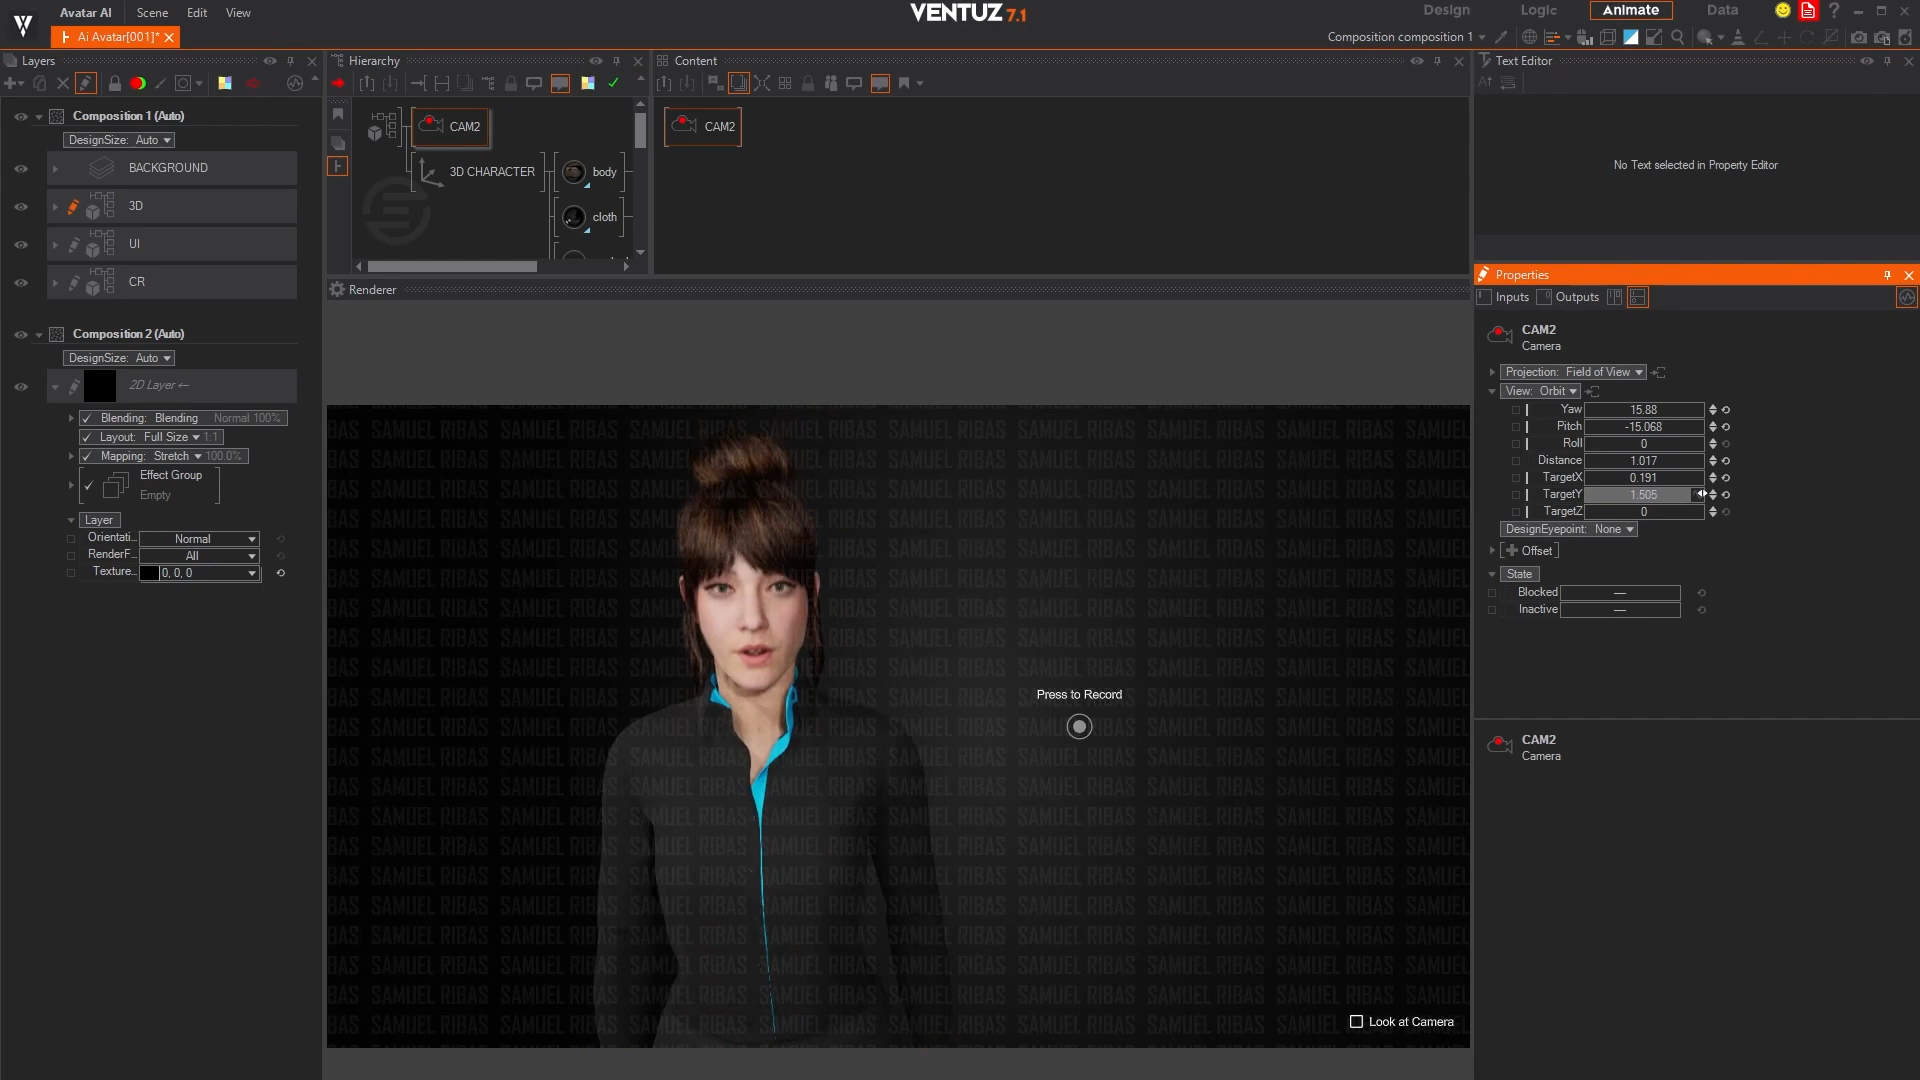 Avatar AI
Scene
Edit
View
VENTUZ 7.1
Design
Logic
Animate
Data
Ai Avatar[001]*
Composition composition 1
Layers
Composition 1 (Auto)
DesignSize: Auto
BACKGROUND
3D
UI
CR
Composition 2 (Auto)
DesignSize: Auto
2D Layer ←
Blending: Blending Normal 100%
Layout: Full Size 1:1
Mapping: Stretch 100.0%
Effect Group
Empty
Layer
Orientati... Normal
RenderF... All
Texture... 0, 0, 0
Hierarchy
CAM2
3D CHARACTER
body
cloth
Content
CAM2
Renderer
SAMUEL RIBAS
Press to Record
Look at Camera
Text Editor
No Text selected in Property Editor
Properties
Inputs
Outputs
CAM2
Camera
Projection: Field of View
View: Orbit
Yaw 15.88
Pitch -15.068
Roll 0
Distance 1.017
TargetX 0.191
TargetY 1.505
TargetZ 0
DesignEyepoint: None
Offset
State
Blocked —
Inactive —
CAM2
Camera